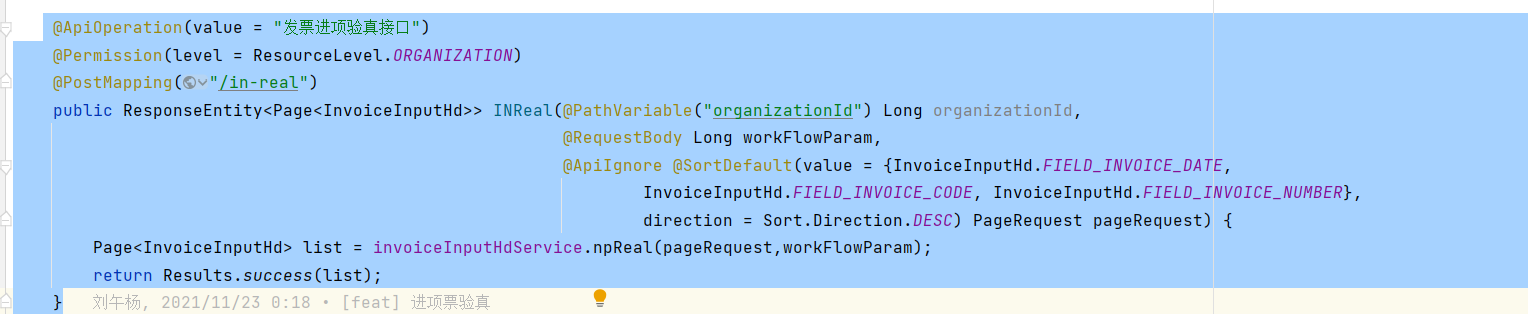 @ApiOperation(value = "发票进项验真接口")
@Permission(level = ResourceLevel.ORGANIZATION)
@PostMapping("/in-real")
public ResponseEntity<Page<InvoiceInputHd>> INReal(@PathVariable("organizationId") Long organizationId,
@RequestBody Long workFlowParam,
@ApiIgnore @SortDefault(value = {InvoiceInputHd.FIELD_INVOICE_DATE,
InvoiceInputHd.FIELD_INVOICE_CODE, InvoiceInputHd.FIELD_INVOICE_NUMBER},
direction = Sort.Direction.DESC) PageRequest pageRequest) {
Page<InvoiceInputHd> list = invoiceInputHdService.npReal(pageRequest,workFlowParam);
return Results.success(list);
} 刘午杨, 2021/11/23 0:18 • [feat] 进项票验真